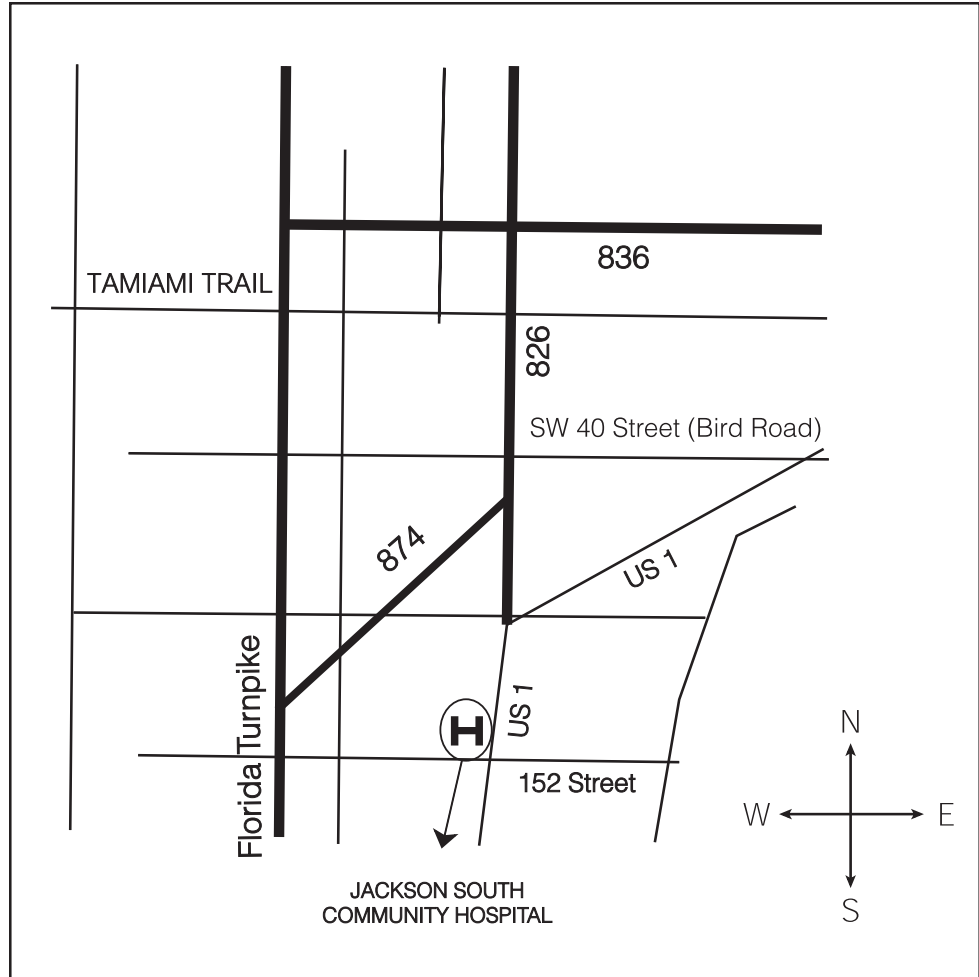 836
TAMIAMI TRAIL
826
SW 40 Street (Bird Road)
874
US 1
Florida Turnpike
US 1
H
152 Street
N
W
E
S
JACKSON SOUTH
COMMUNITY HOSPITAL